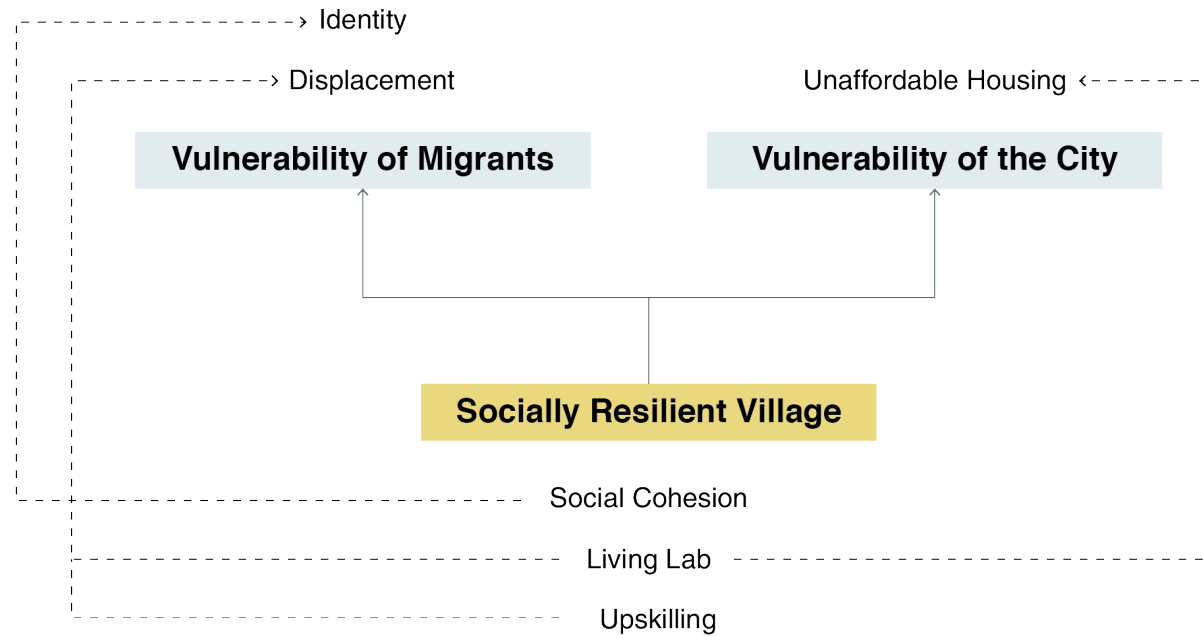 Identity
Displacement
Unaffordable Housing
Vulnerability of Migrants
Vulnerability of the City
Socially Resilient Village
Social Cohesion
Living Lab
Upskilling